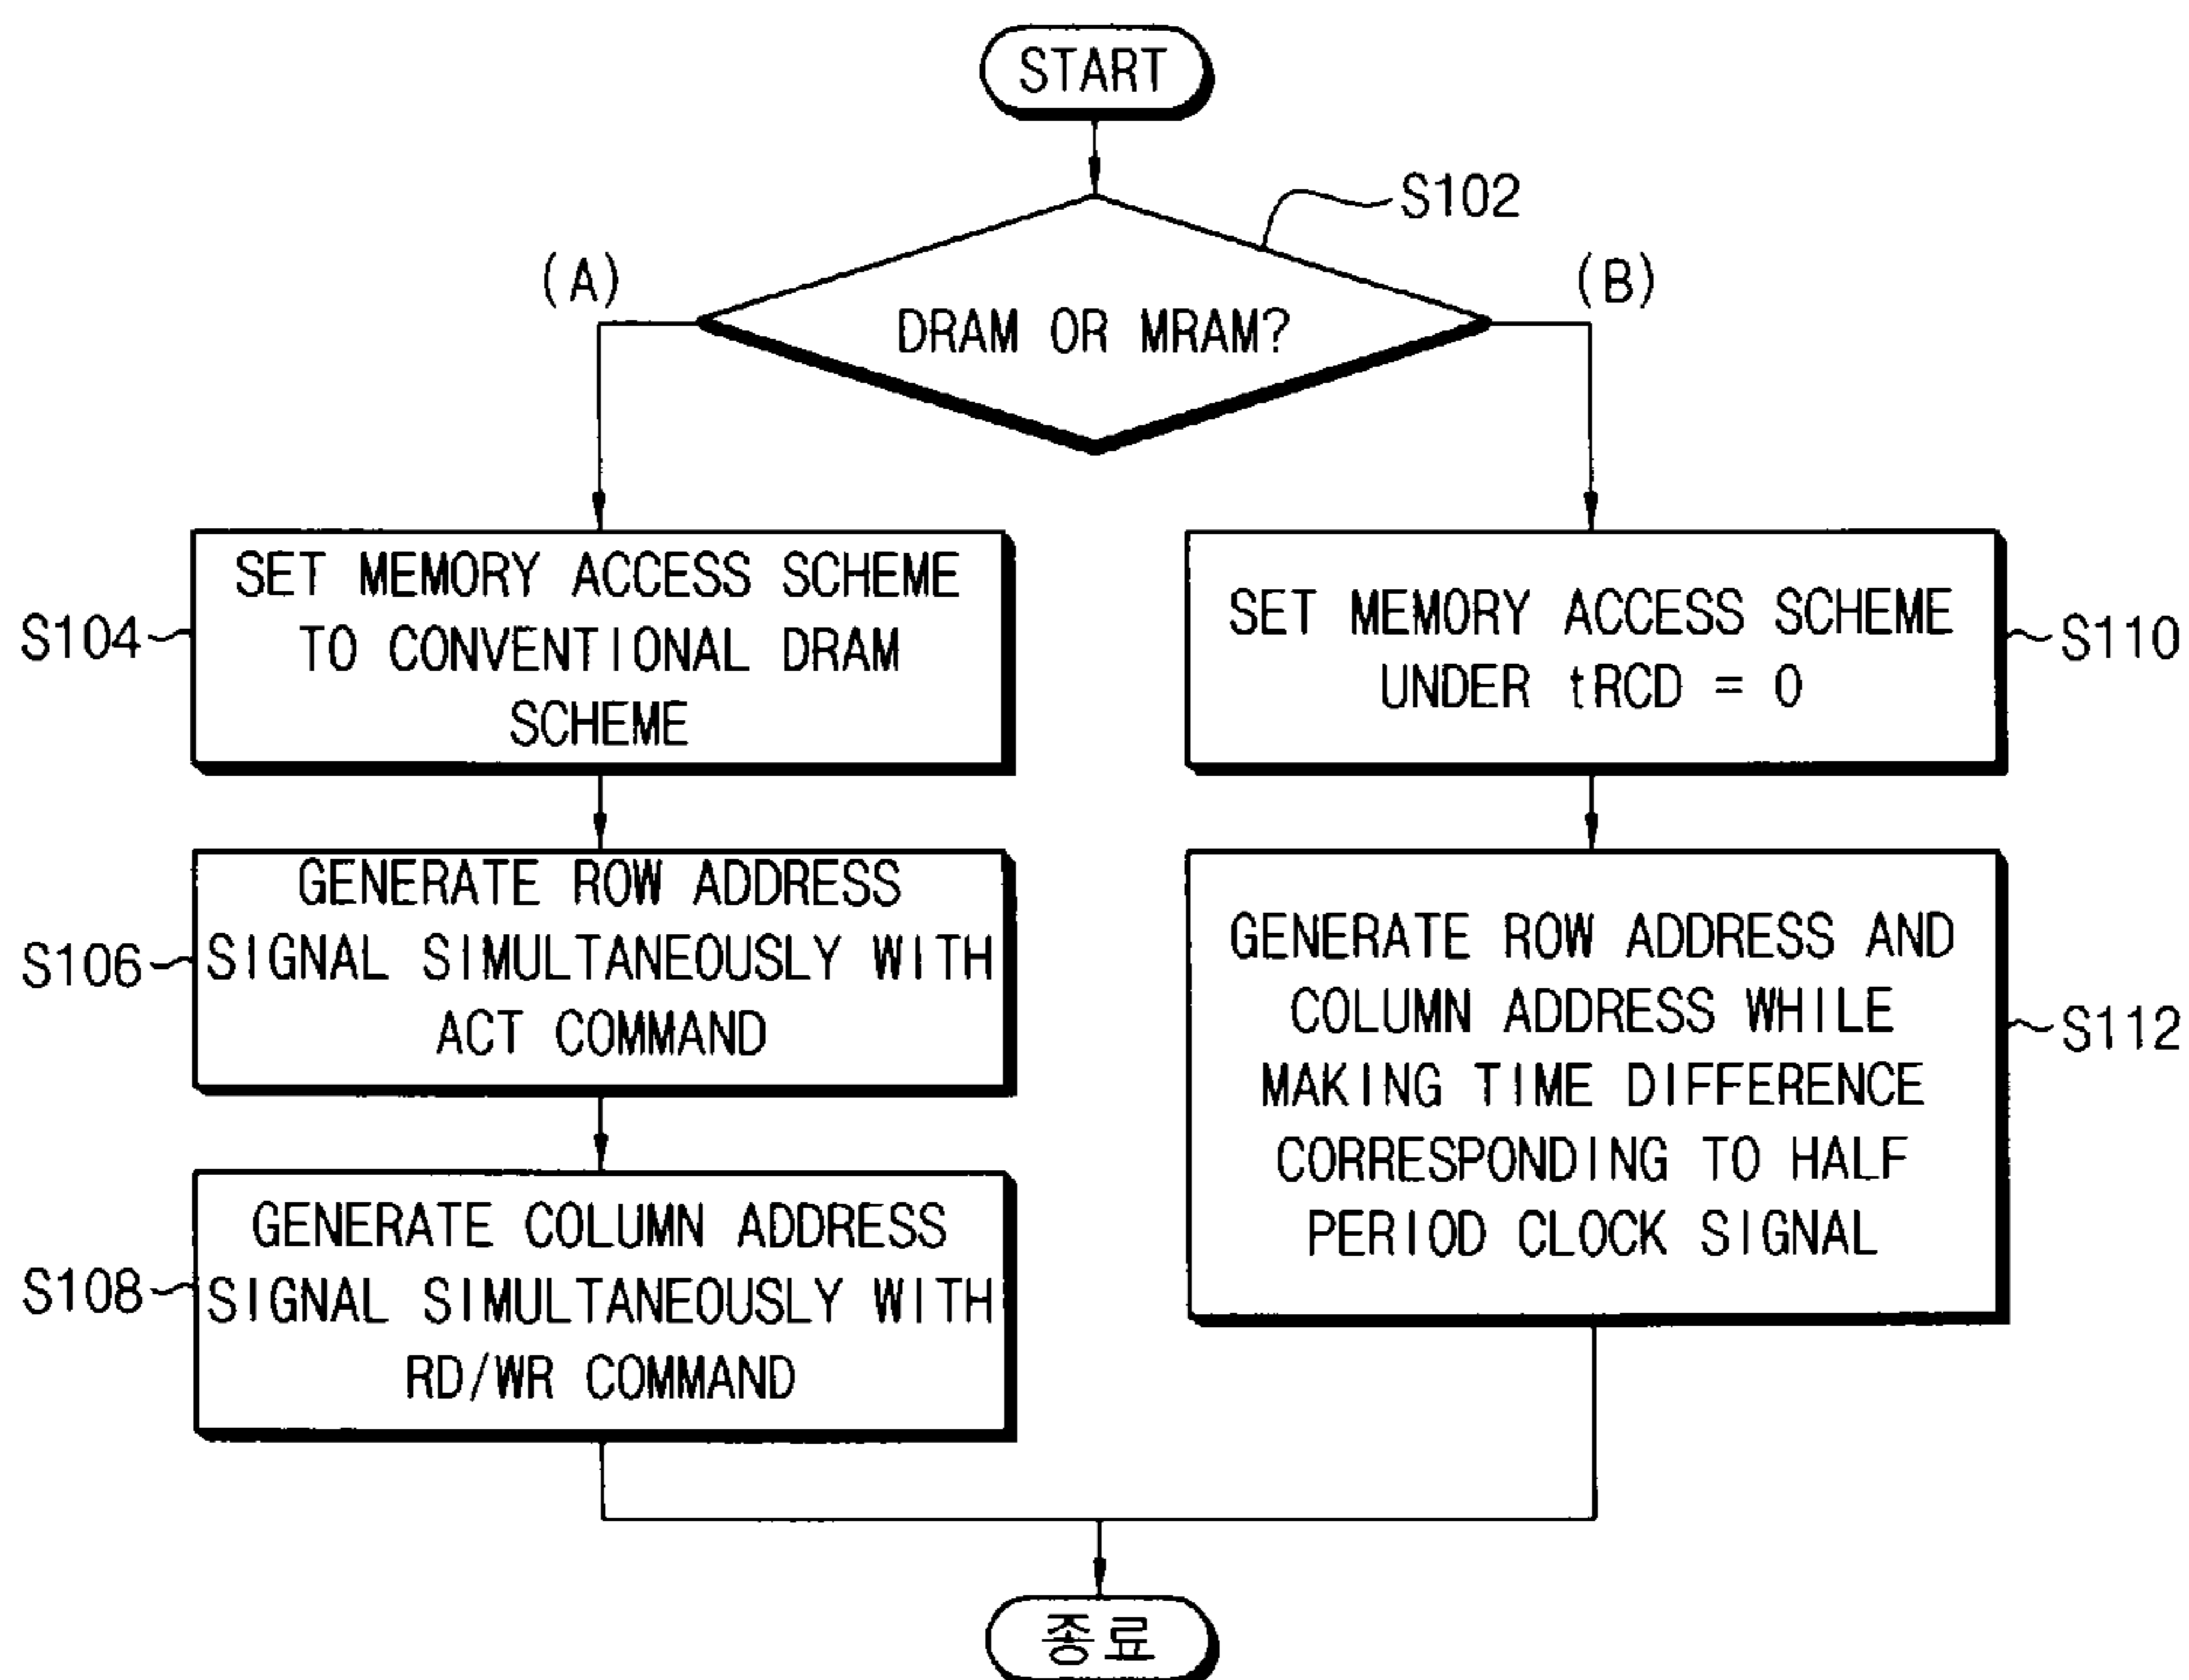 START
S102
(A)
(B)
DRAM OR MRAM?
SET MEMORY ACCESS SCHEME
TO CONVENTIONAL DRAM
SCHEME
S104
SET MEMORY ACCESS SCHEME
UNDER tRCD = 0
S110
GENERATE ROW ADDRESS
SIGNAL SIMULTANEOUSLY WITH
ACT COMMAND
S106
GENERATE ROW ADDRESS AND
COLUMN ADDRESS WHILE
MAKING TIME DIFFERENCE
CORRESPONDING TO HALF
PERIOD CLOCK SIGNAL
S112
GENERATE COLUMN ADDRESS
SIGNAL SIMULTANEOUSLY WITH
RD/WR COMMAND
S108
종료